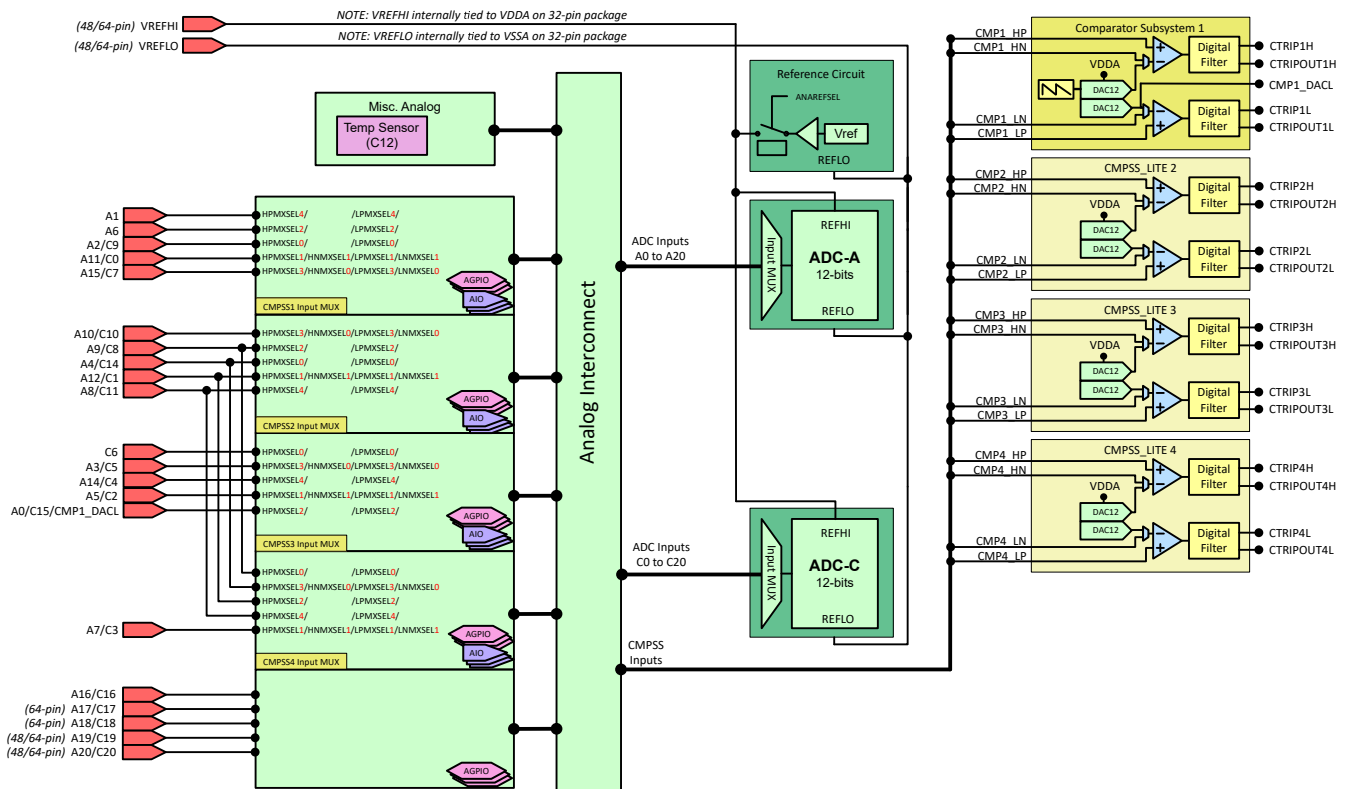 (48/64-pin) VREFHI
(48/64-pin) VREFLO
NOTE: VREFHI internally tied to VDDA on 32-pin package
NOTE: VREFLO internally tied to VSSA on 32-pin package
Misc. Analog
Temp Sensor
(C12)
A1
A6
A2/C9
A11/C0
A15/C7
HPMXSEL4/ /LPMXSEL4/
HPMXSEL2/ /LPMXSEL2/
HPMXSEL0/ /LPMXSEL0/
HPMXSEL1/HNMXSEL1/LPMXSEL1/LNMXSEL1
HPMXSEL3/HNMXSEL0/LPMXSEL3/LNMXSEL0
AGPIO
AIO
CMPSS1 Input MUX
A10/C10
A9/C8
A4/C14
A12/C1
A8/C11
HPMXSEL3/HNMXSEL0/LPMXSEL3/LNMXSEL0
HPMXSEL2/ /LPMXSEL2/
HPMXSEL0/ /LPMXSEL0/
HPMXSEL1/HNMXSEL1/LPMXSEL1/LNMXSEL1
HPMXSEL4/ /LPMXSEL4/
AGPIO
AIO
CMPSS2 Input MUX
C6
A3/C5
A14/C4
A5/C2
A0/C15/CMP1_DACL
HPMXSEL0/ /LPMXSEL0/
HPMXSEL3/HNMXSEL0/LPMXSEL3/LNMXSEL0
HPMXSEL4/ /LPMXSEL4/
HPMXSEL1/HNMXSEL1/LPMXSEL1/LNMXSEL1
HPMXSEL2/ /LPMXSEL2/
AGPIO
AIO
CMPSS3 Input MUX
HPMXSEL0/ /LPMXSEL0/
HPMXSEL3/HNMXSEL0/LPMXSEL3/LNMXSEL0
HPMXSEL2/ /LPMXSEL2/
HPMXSEL4/ /LPMXSEL4/
A7/C3
HPMXSEL1/HNMXSEL1/LPMXSEL1/LNMXSEL1
AGPIO
AIO
CMPSS4 Input MUX
A16/C16
(64-pin) A17/C17
(64-pin) A18/C18
(48/64-pin) A19/C19
(48/64-pin) A20/C20
AGPIO
Analog Interconnect
ADC Inputs
A0 to A20
ADC Inputs
C0 to C20
CMPSS
Inputs
Reference Circuit
ANAREFSEL
Vref
REFLO
Input MUX
REFHI
ADC-A
12-bits
REFLO
Input MUX
REFHI
ADC-C
12-bits
REFLO
CMP1_HP
CMP1_HN
CMP1_LN
CMP1_LP
Comparator Subsystem 1
VDDA
DAC12
DAC12
Digital
Filter
Digital
Filter
CTRIP1H
CTRIPOUT1H
CMP1_DACL
CTRIP1L
CTRIPOUT1L
CMP2_HP
CMP2_HN
CMP2_LN
CMP2_LP
CMPSS_LITE 2
VDDA
DAC12
DAC12
Digital
Filter
Digital
Filter
CTRIP2H
CTRIPOUT2H
CTRIP2L
CTRIPOUT2L
CMP3_HP
CMP3_HN
CMP3_LN
CMP3_LP
CMPSS_LITE 3
VDDA
DAC12
DAC12
Digital
Filter
Digital
Filter
CTRIP3H
CTRIPOUT3H
CTRIP3L
CTRIPOUT3L
CMP4_HP
CMP4_HN
CMP4_LN
CMP4_LP
CMPSS_LITE 4
VDDA
DAC12
DAC12
Digital
Filter
Digital
Filter
CTRIP4H
CTRIPOUT4H
CTRIP4L
CTRIPOUT4L